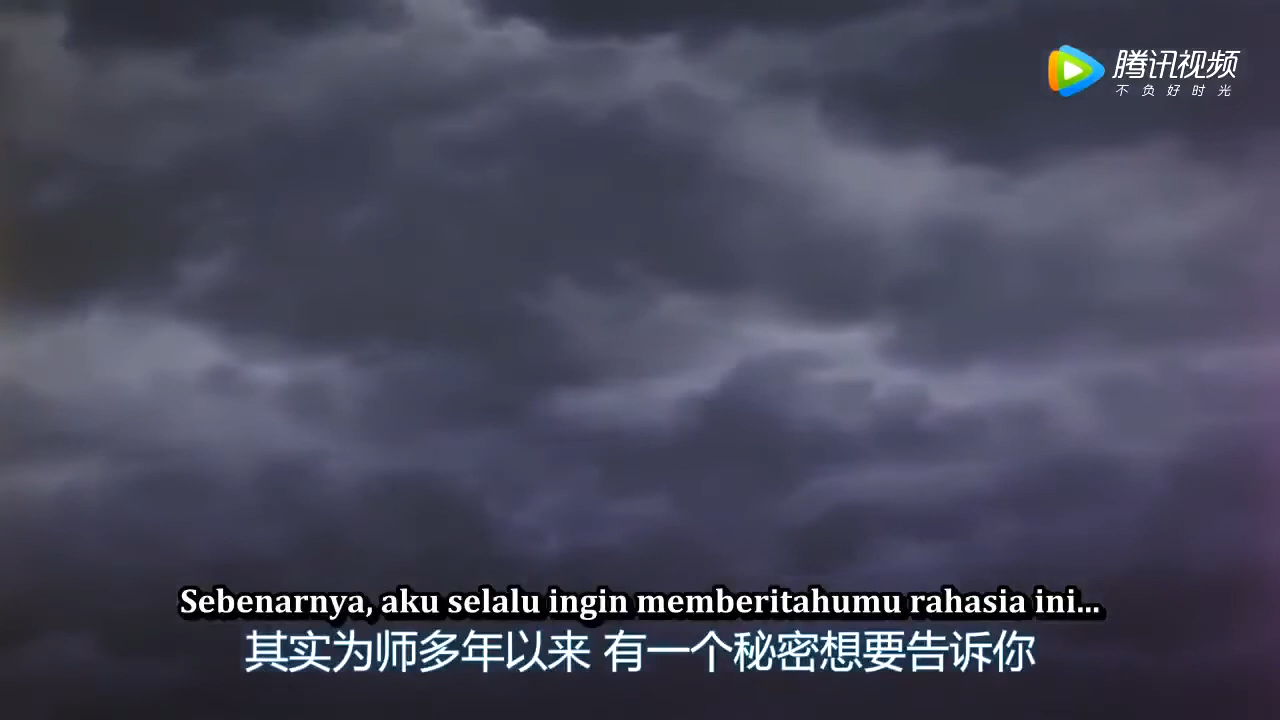 腾讯视频
不负好时光
Sebenarnya, aku selalu ingin memberitahumu rahasia ini...
其实为师多年以来 有一个秘密想要告诉你